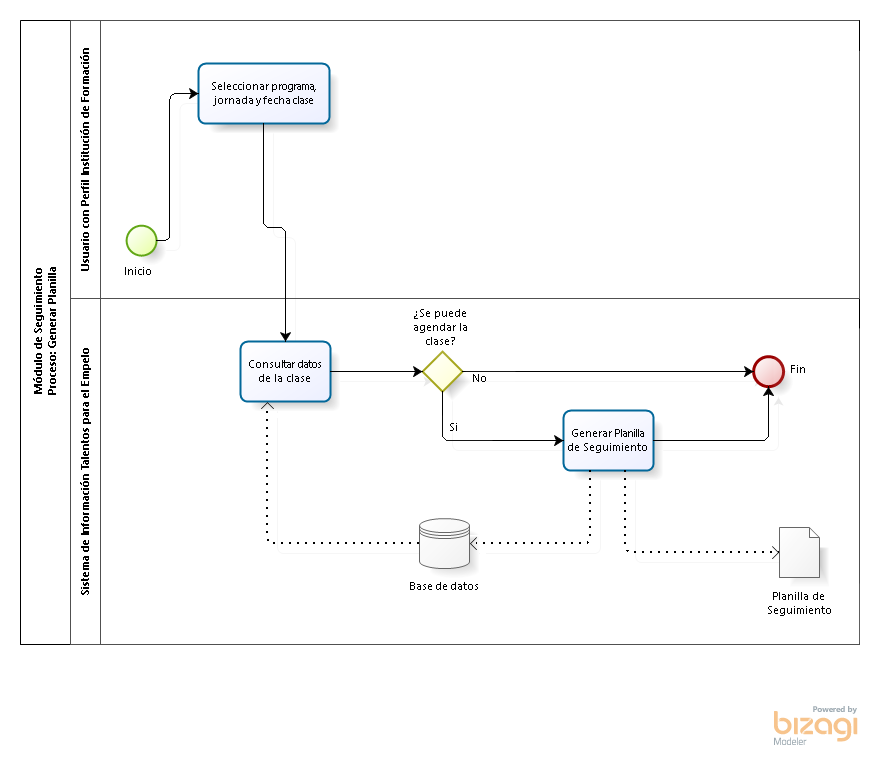 Módulo de Seguimiento
Proceso: Generar Planilla
Usuario con Perfil Institución de Formación
Seleccionar programa,
jornada y fecha clase
Inicio
Sistema de Información Talentos para el Empelo
¿Se puede
agendar la
clase?
Consultar datos
de la clase
No
Fin
Si
Generar Planilla
de Seguimiento
Base de datos
Planilla de
Seguimiento
Powered by
bizagi
Modeler